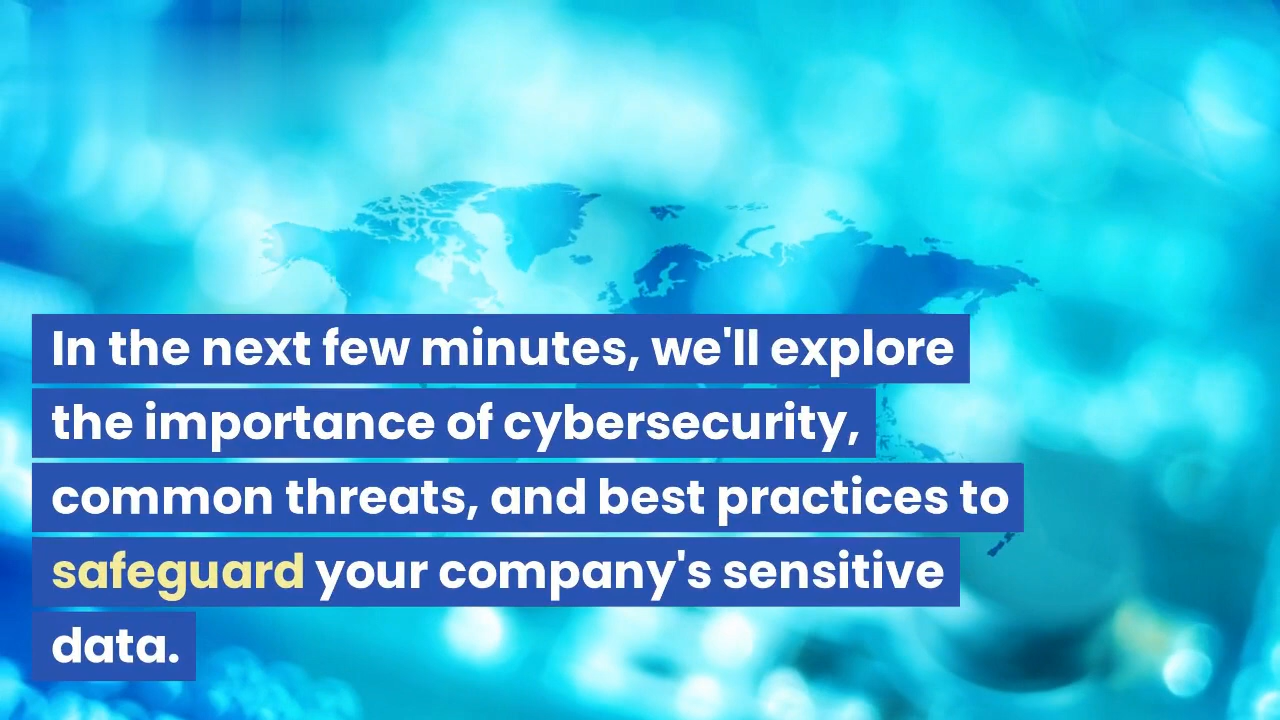 In the next few minutes, we'll explore
the importance of cybersecurity,
common threats, and best practices to
safeguard your company's sensitive
data.